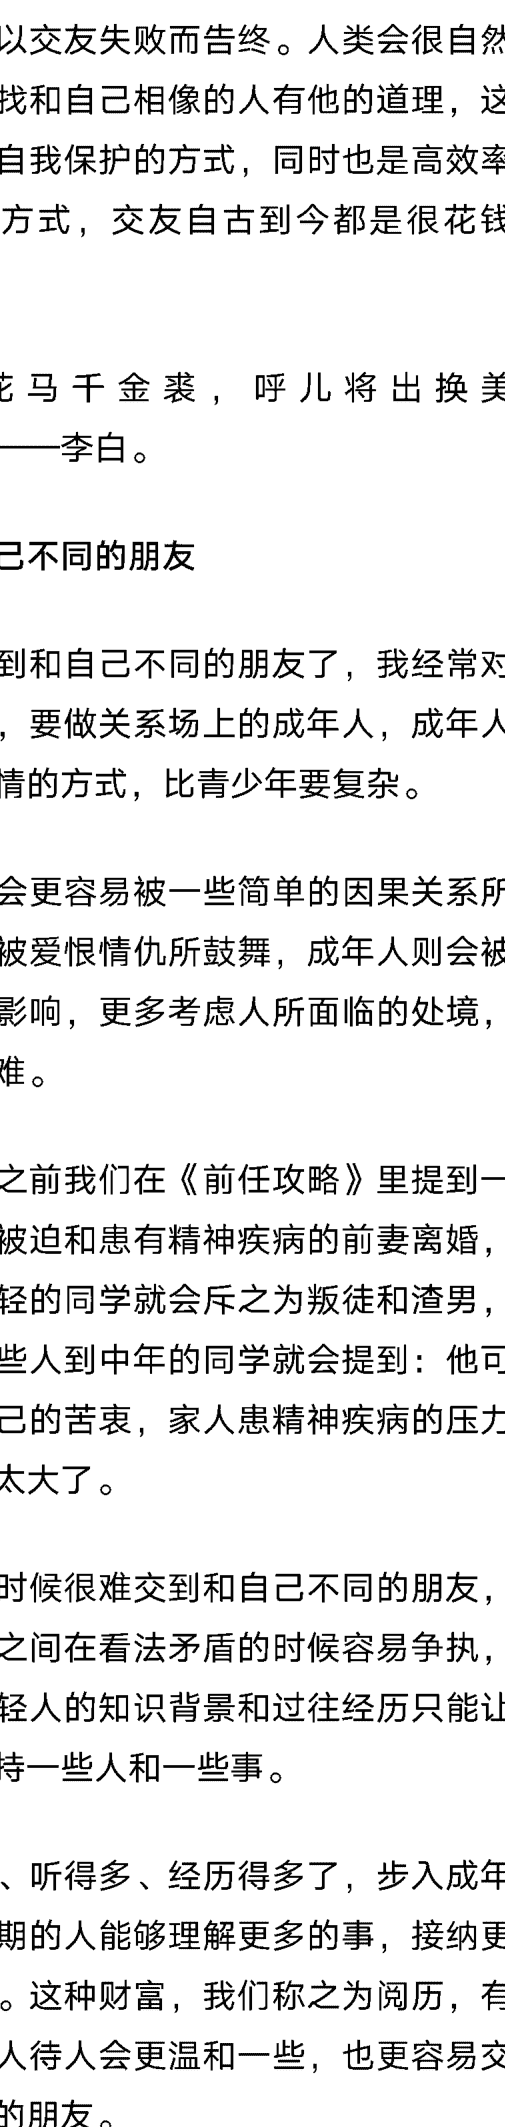 以交友失败而告终。人类会很自然
找和自己相像的人有他的道理，这
自我保护的方式，同时也是高效率
方式，交友自古到今都是很花钱
花马千金裘，呼儿将出换美
——李白。
己不同的朋友
到和自己不同的朋友了，我经常对
，要做关系场上的成年人，成年人
情的方式，比青少年要复杂。
会更容易被一些简单的因果关系所
被爱恨情仇所鼓舞，成年人则会被
影响，更多考虑人所面临的处境，
难。
之前我们在《前任攻略》里提到一
被迫和患有精神疾病的前妻离婚，
轻的同学就会斥之为叛徒和渣男，
些人到中年的同学就会提到：他可
己的苦衷，家人患精神疾病的压力
太大了。
时候很难交到和自己不同的朋友，
之间在看法矛盾的时候容易争执，
轻人的知识背景和过往经历只能让
持一些人和一些事。
、听得多、经历得多了，步入成年
期的人能够理解更多的事，接纳更
。这种财富，我们称之为阅历，有
人待人会更温和一些，也更容易交
的朋友。